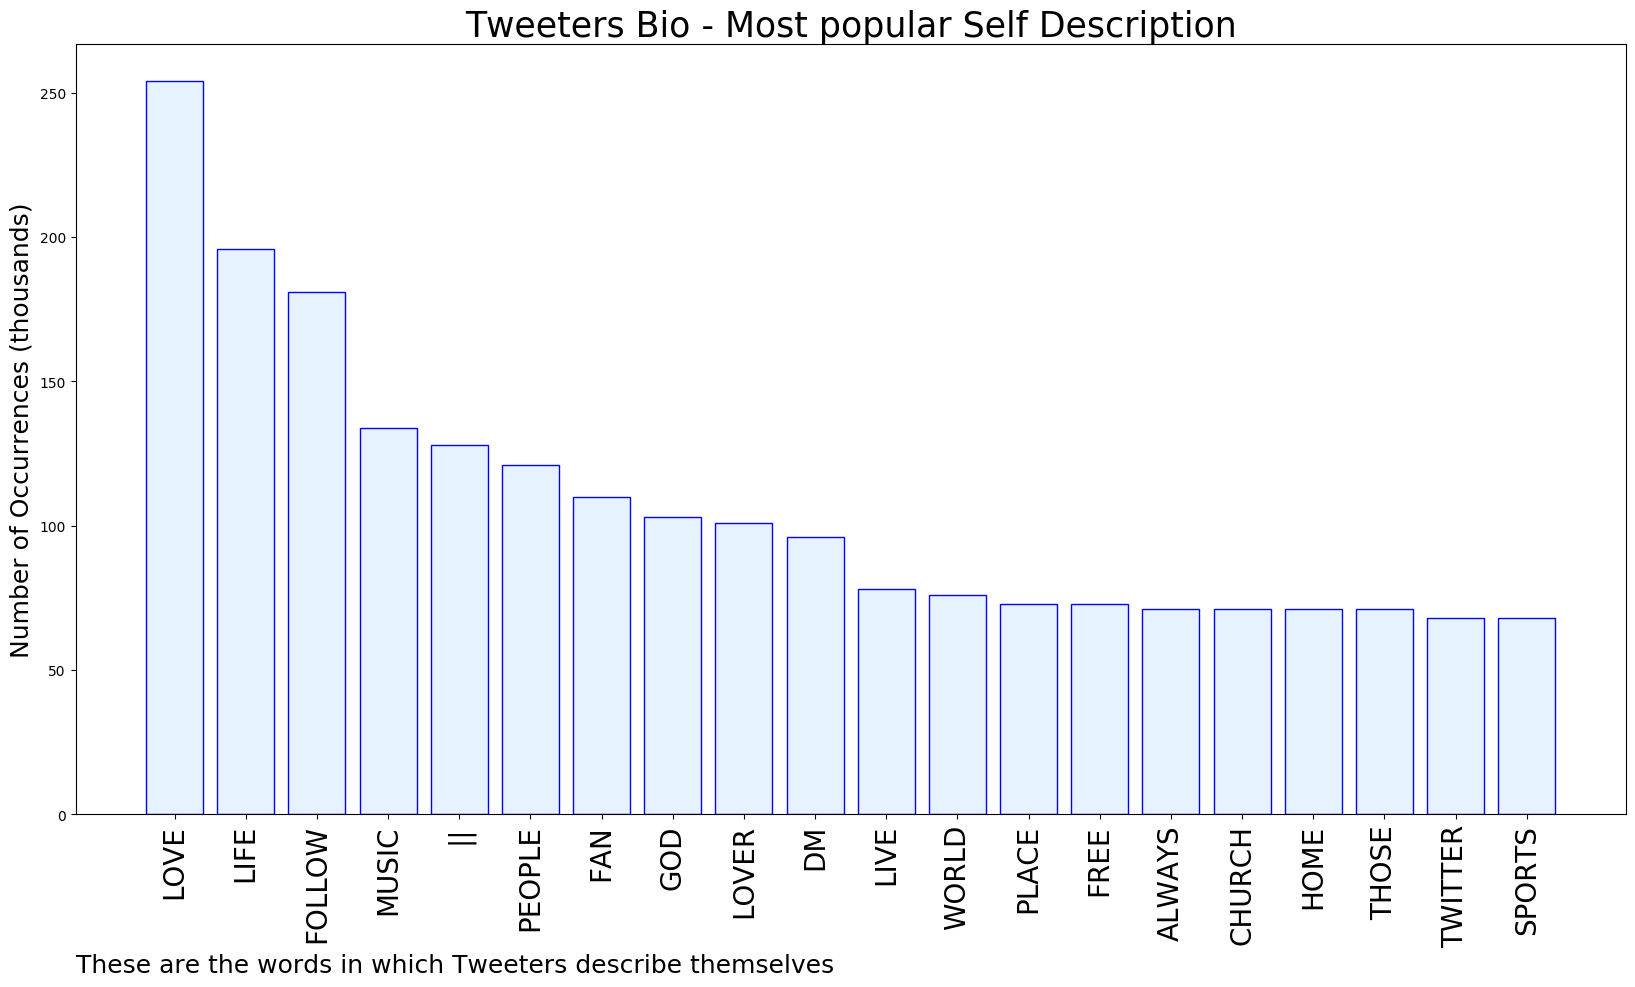 Tweeters Bio - Most popular Self Description
Number of Occurrences (thousands)
250
200
150
100
50
0
LOVE
LIFE
FOLLOW
MUSIC
||
PEOPLE
FAN
GOD
LOVER
DM
LIVE
WORLD
PLACE
FREE
ALWAYS
CHURCH
HOME
THOSE
TWITTER
SPORTS
These are the words in which Tweeters describe themselves